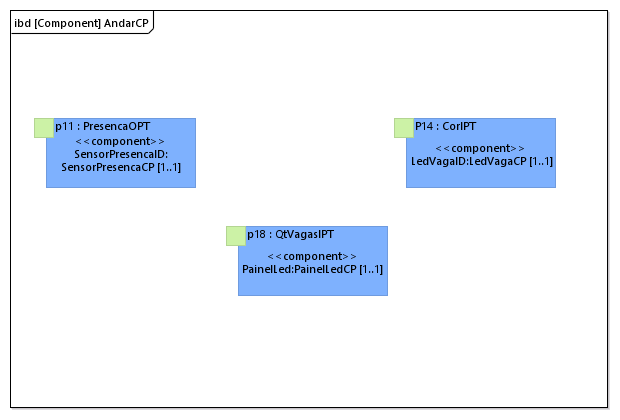 ibd [Component] AndarCP
p11 : PresencaOPT
<<component>>
SensorPresencaID:
SensorPresencaCP [1..1]
P14 : CorIPT
<<component>>
LedVagaID:LedVagaCP [1..1]
p18 : QtVagasIPT
<<component>>
PainelLed:PainelLedCP [1..1]